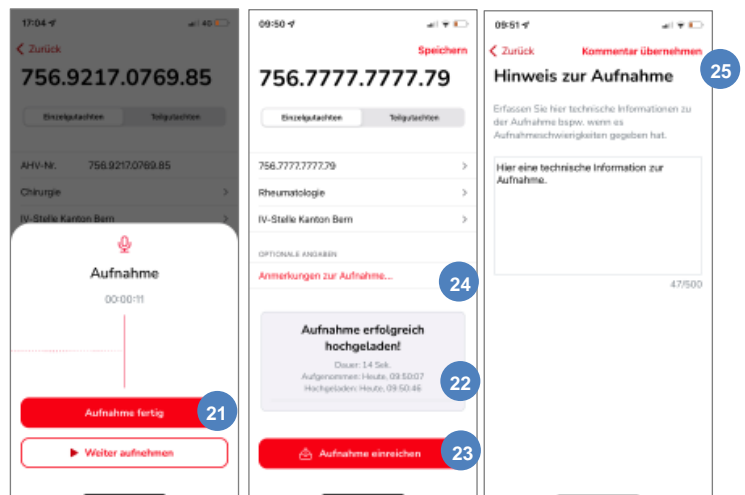 17:04
4G
Zurück
756.9217.0769.85
Einzelgutachten Teilgutachten
AHV-Nr. 756.9217.0769.85
Chirurgie
IV-Stelle Kanton Bern
Aufnahme
00:00:11
Aufnahme fertig
21
Weiter aufnehmen
09:50
Speichern
756.7777.7777.79
Einzelgutachten Teilgutachten
756.7777.7777.79
Rheumatologie
IV-Stelle Kanton Bern
OPTIONALE ANGABEN
Anmerkungen zur Aufnahme...
24
Aufnahme erfolgreich
hochgeladen!
Dauer: 14 Sek.
Aufgenommen: Heute, 09:50:07
Hochgeladen: Heute, 09:50:46
22
Aufnahme einreichen
23
09:51
Zurück Kommentar übernehmen
25
Hinweis zur Aufnahme
Erfassen Sie hier technische Informationen zu
der Aufnahme bspw. wenn es
Aufnahmeschwierigkeiten gegeben hat.
Hier eine technische Information zur
Aufnahme.
47/500